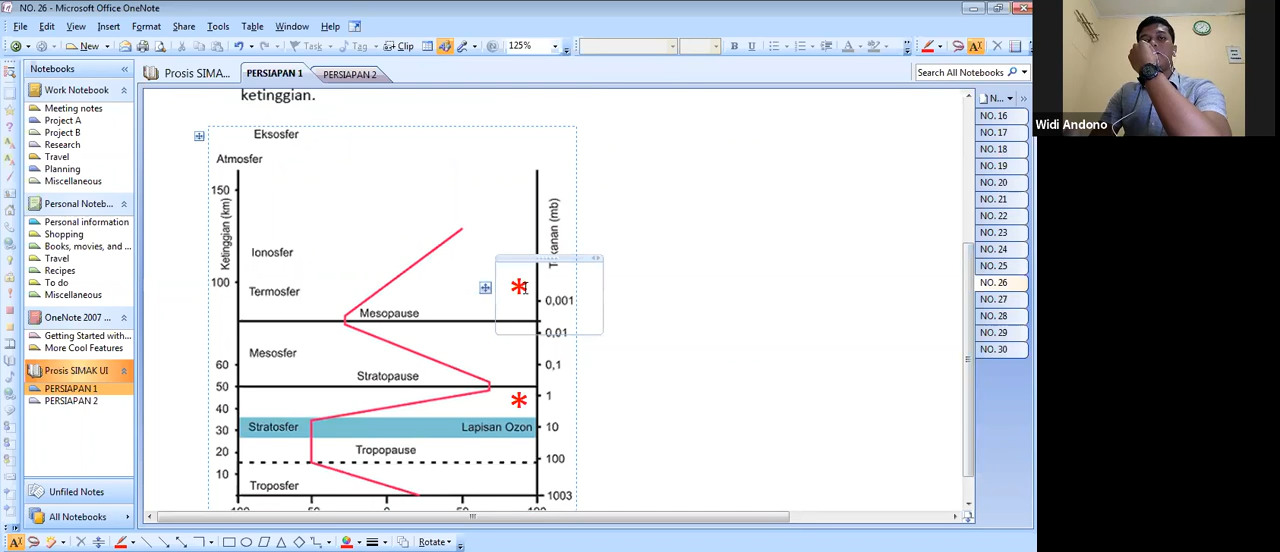 NO. 26 - Microsoft Office OneNote
File Edit View Insert Format Share Tools Table Window Help
New Task Tag Clip 125% B U
Notebooks
Prosis SIMAK... PERSIAPAN 1 PERSIAPAN 2 Search All Notebooks
Work Notebook
Meeting notes
Project A
Project B
Research
Travel
Planning
Miscellaneous
Personal Noteb...
Personal information
Shopping
Books, movies, and ...
Recipes
Travel
To do
Miscellaneous
OneNote 2007 ...
Getting Started with...
More Cool Features
Prosis SIMAK UI
PERSIAPAN 1
PERSIAPAN 2
Unfiled Notes
All Notebooks
ketinggian.
Eksosfer
Atmosfer
150
Ketinggian (km)
Ionosfer
100
Termosfer
*
0,001
Mesopause
0,01
Mesosfer
60
0,1
Stratopause
50
*
1
40
30
Stratosfer
Lapisan Ozon
10
20
Tropopause
100
10
Troposfer
1003
50 0 50 100
N...
NO. 16
NO. 17
NO. 18
NO. 19
NO. 20
NO. 21
NO. 22
NO. 23
NO. 24
NO. 25
NO. 26
NO. 27
NO. 28
NO. 29
NO. 30
Rotate
Widi Andono